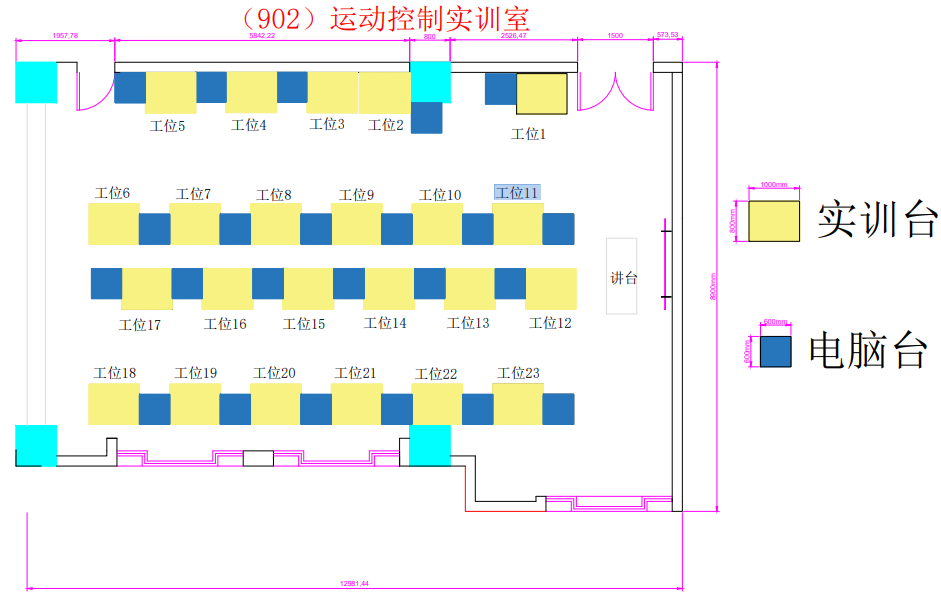 (902) 运动控制实训室
1957,78
5842,22
800
2526,47
1500
573,53
工位5
工位4
工位3
工位2
工位1
工位6
工位7
工位8
工位9
工位10
工位11
1000mm
800mm
实训台
讲台
8900mm
工位17
工位16
工位15
工位14
工位13
工位12
600mm
600mm
电脑台
工位18
工位19
工位20
工位21
工位22
工位23
12981,44